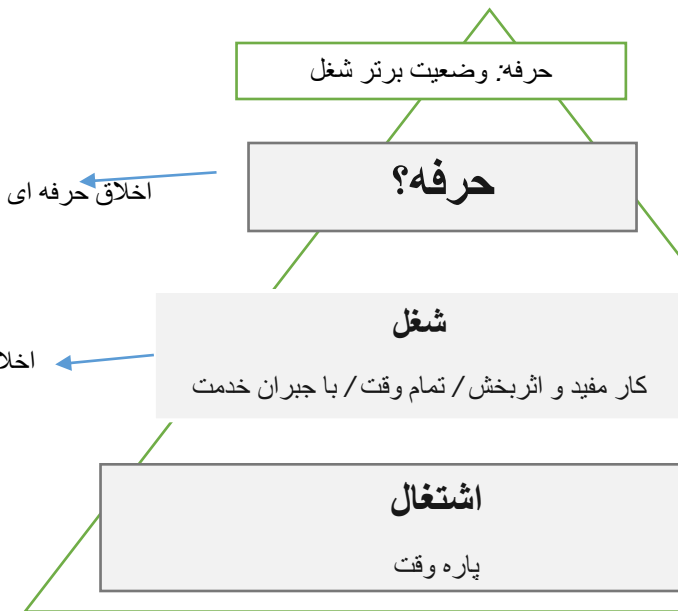 حرفه: وضعیت برتر شغل
حرفه؟
اخلاق حرفه ای
شغل
کار مفید و اثربخش/ تمام وقت/ با جبران خدمت
اشتغال
پاره وقت